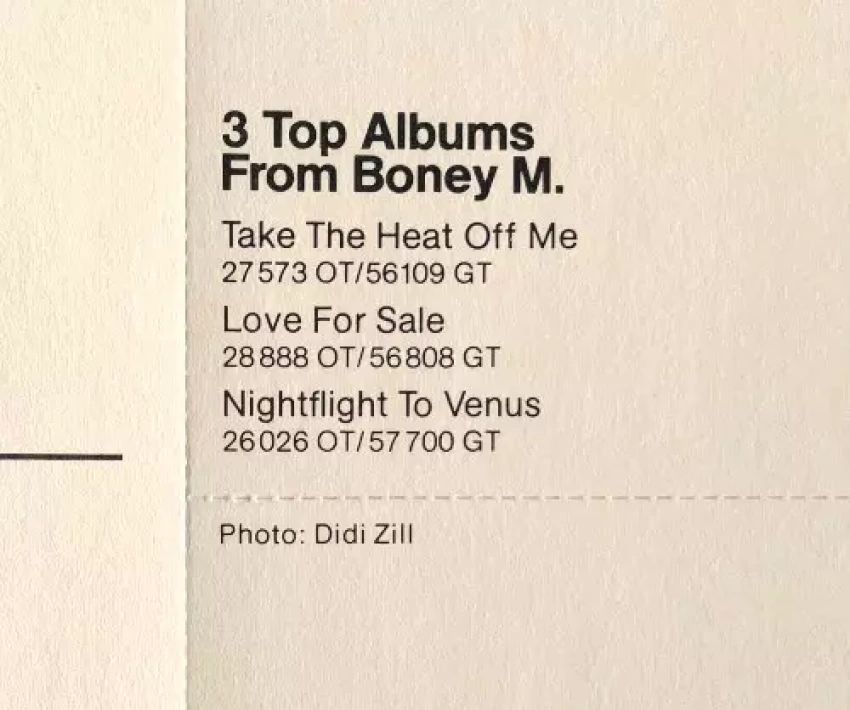 3 Top Albums
From Boney M.
Take The Heat Off Me
27573 OT/56109 GT
Love For Sale
28888 OT/56808 GT
Nightflight To Venus
26026 OT/57700 GT
Photo: Didi Zill